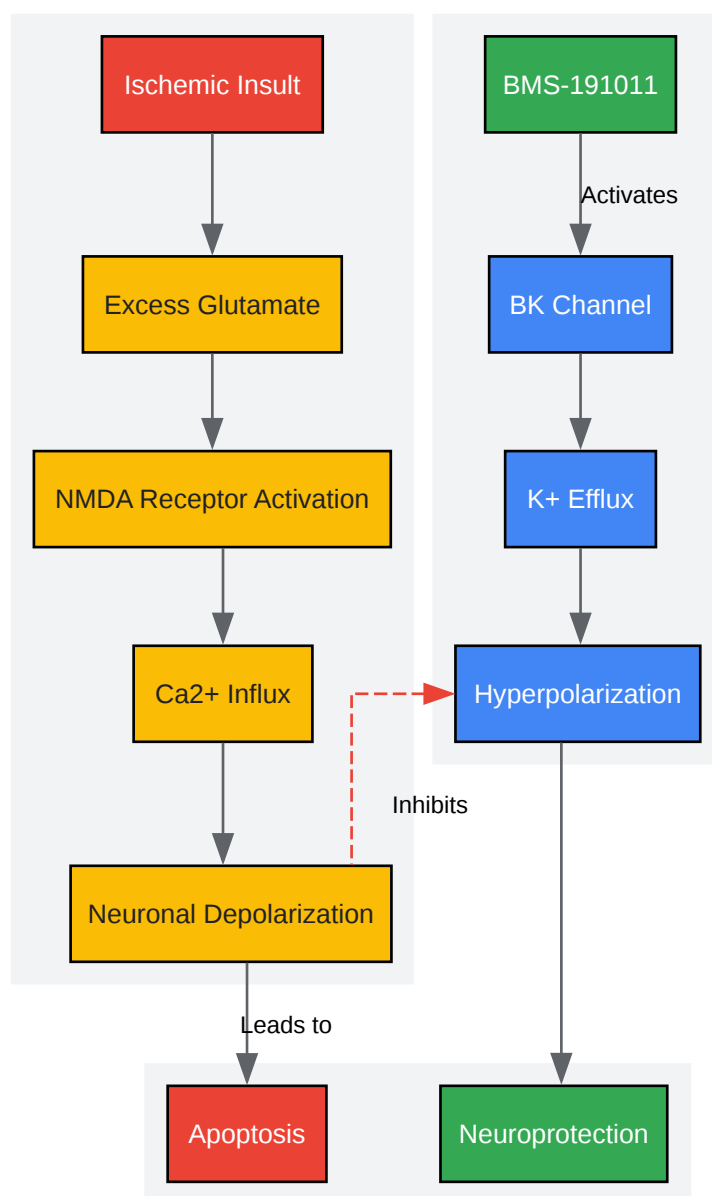 Ischemic Insult
BMS-191011
Activates
Excess Glutamate
BK Channel
NMDA Receptor Activation
K+ Efflux
Ca2+ Influx
Hyperpolarization
Inhibits
Neuronal Depolarization
Leads to
Apoptosis
Neuroprotection